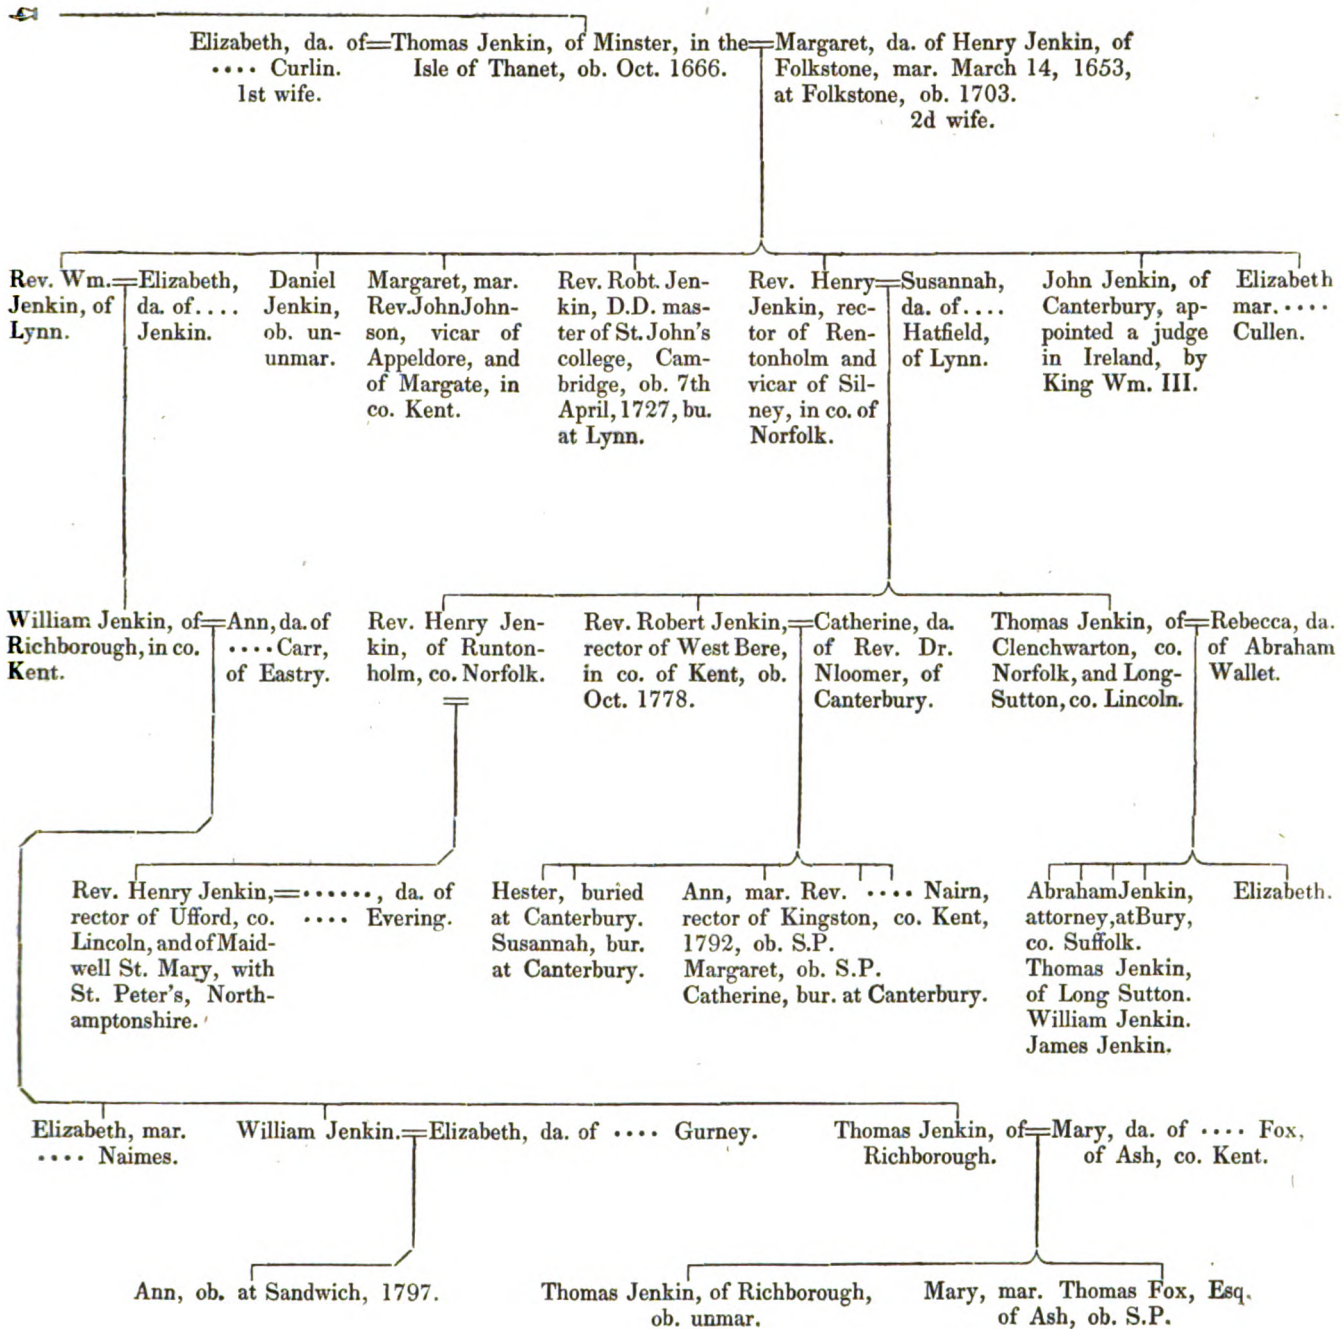 Elizabeth, da. of=Thomas Jenkin, of Minster, in the=Margaret, da. of Henry Jenkin, of
.... Curlin. Isle of Thanet, ob. Oct. 1666. Folkstone, mar. March 14, 1653,
1st wife. at Folkstone, ob. 1703.
2d wife.
Rev. Wm.=Elizabeth,
Jenkin, of da. of....
Lynn. Jenkin.
Daniel
Jenkin,
ob. un-
unmar.
Margaret, mar.
Rev.JohnJohn-
son, vicar of
Appeldore, and
of Margate, in
co. Kent.
Rev. Robt. Jen-
kin, D.D. mas-
ter of St. John's
college, Cam-
bridge, ob. 7th
April, 1727, bu.
at Lynn.
Rev. Henry=Susannah,
Jenkin, rec- da. of....
tor of Ren- Hatfield,
tonholm and of Lynn.
vicar of Sil-
ney, in co. of
Norfolk.
John Jenkin, of
Canterbury, ap-
pointed a judge
in Ireland, by
King Wm. III.
Elizabeth
mar. ....
Cullen.
William Jenkin, of=Ann, da. of
Richborough, in co. ....Carr,
Kent. of Eastry.
Rev. Henry Jen-
kin, of Runton-
holm, co. Norfolk.
Rev. Robert Jenkin,=Catherine, da.
rector of West Bere, of Rev. Dr.
in co. of Kent, ob. Nloomer, of
Oct. 1778. Canterbury.
Thomas Jenkin, of=Rebecca, da.
Clenchwarton, co. of Abraham
Norfolk, and Long- Wallet.
Sutton, co. Lincoln.
Rev. Henry Jenkin,=......, da. of
rector of Ufford, co. .... Evering.
Lincoln, and of Maid-
well St. Mary, with
St. Peter's, North-
amptonshire.
Hester, buried
at Canterbury.
Susannah, bur.
at Canterbury.
Ann, mar. Rev. .... Nairn,
rector of Kingston, co. Kent,
1792, ob. S.P.
Margaret, ob. S.P.
Catherine, bur. at Canterbury.
AbrahamJenkin,
attorney,atBury,
co. Suffolk.
Thomas Jenkin,
of Long Sutton.
William Jenkin.
James Jenkin.
Elizabeth.
Elizabeth, mar.
.... Naimes.
William Jenkin.=Elizabeth, da. of .... Gurney.
Thomas Jenkin, of=Mary, da. of .... Fox,
Richborough. of Ash, co. Kent.
Ann, ob. at Sandwich, 1797.
Thomas Jenkin, of Richborough,
ob. unmar.
Mary, mar. Thomas Fox, Esq.
of Ash, ob. S.P.